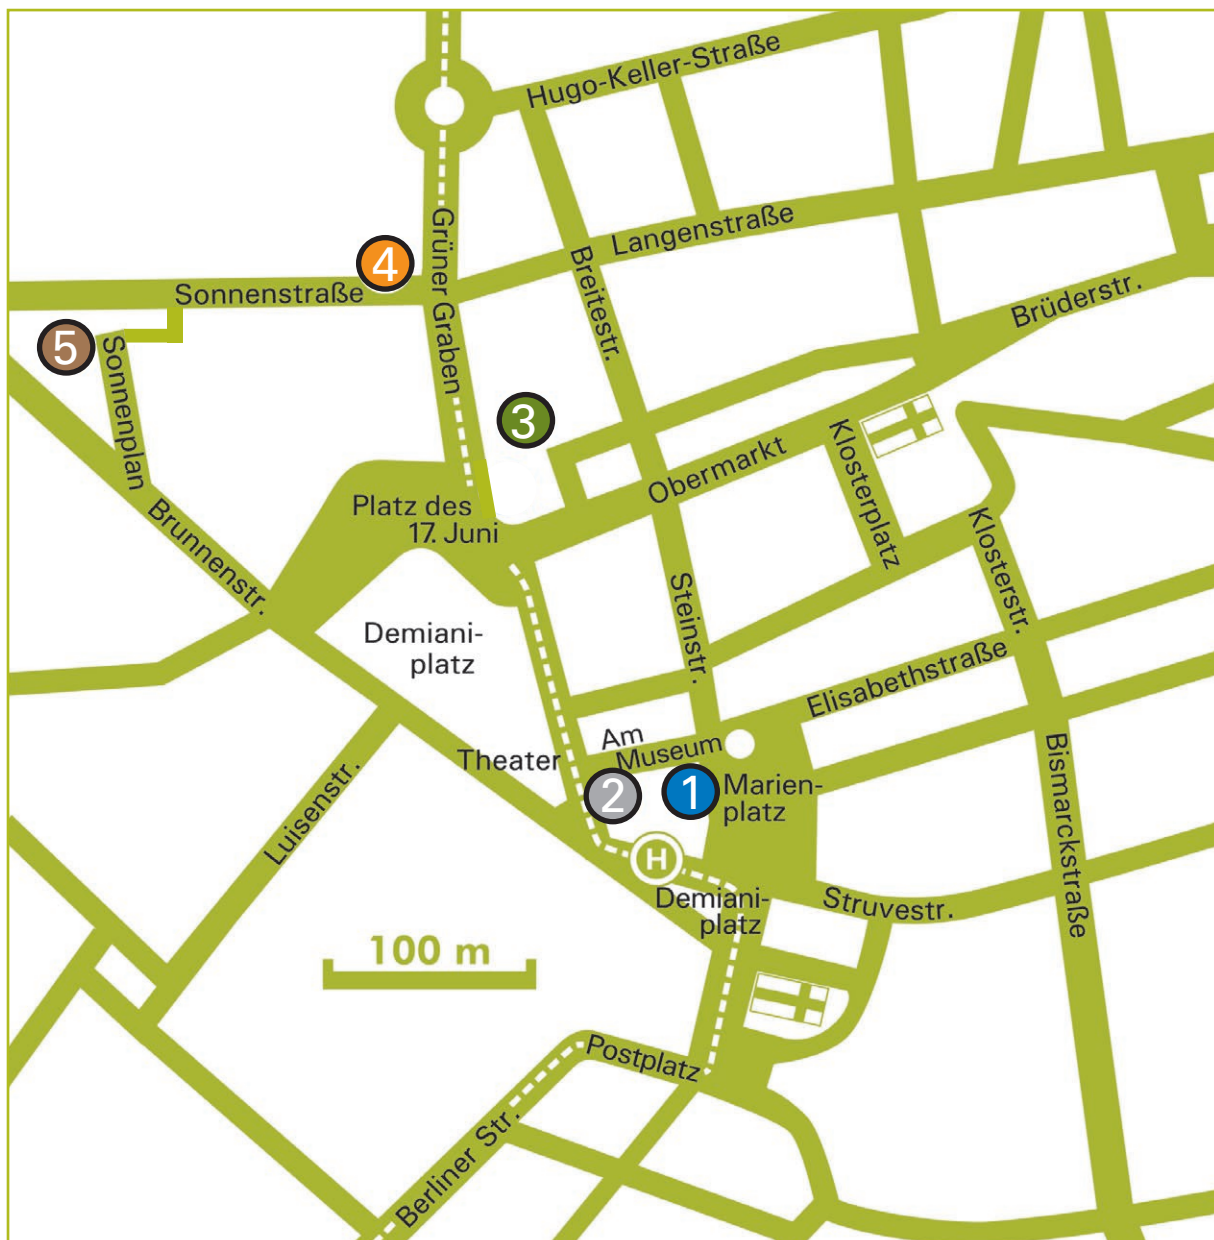 Hugo-Keller-Straße
Grüner Graben
Langenstraße
4
Breitestr.
Sonnenstraße
Brüderstr.
5
Sonnenplan
3
Klosterplatz
Obermarkt
Platz des
17. Juni
Brunnenstr.
Klosterstr.
Steinstr.
Demiani-
platz
Elisabethstraße
Am
Museum
Theater
2
1
Marien-
platz
Bismarckstraße
Luisenstr.
H
Demiani-
platz
Struvestr.
100 m
Postplatz
Berliner Str.